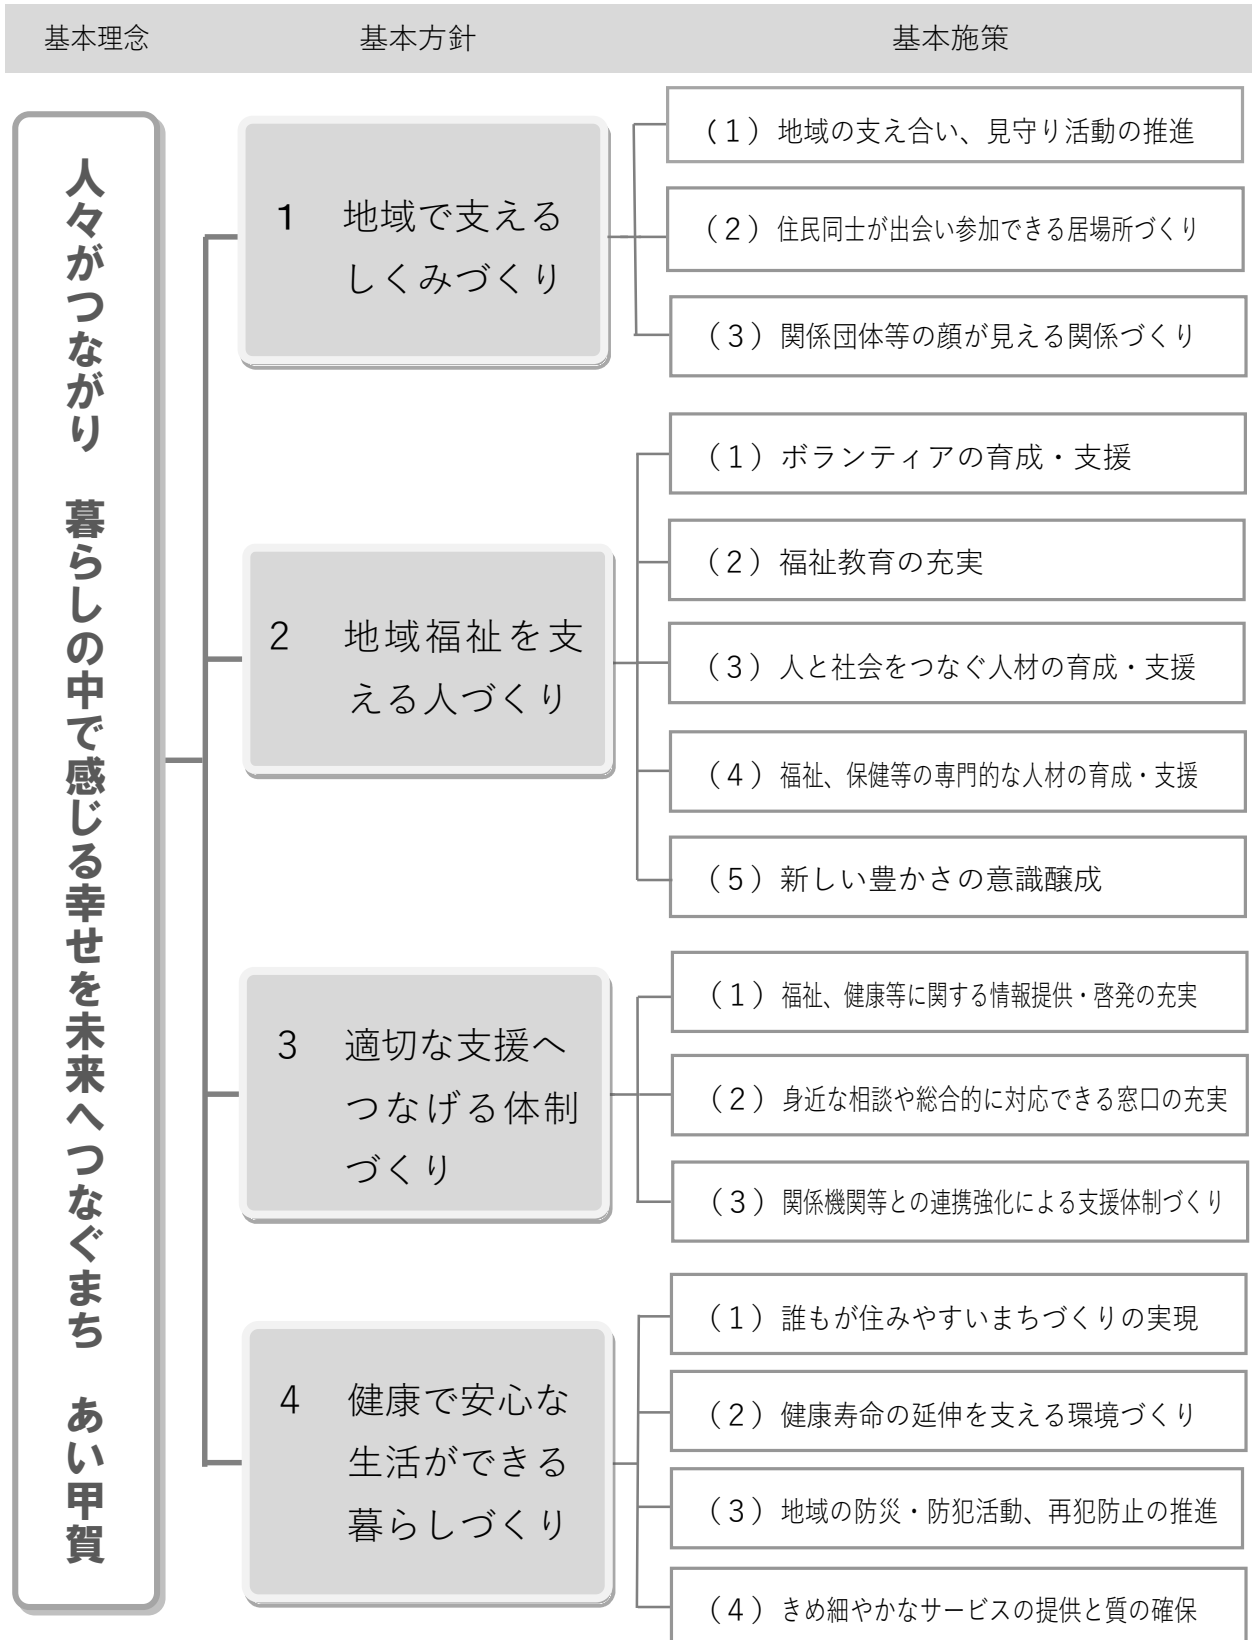 基本理念 基本方針 基本施策
人々がつながり 暮らしの中で感じる幸せを未来へつなぐまち あい甲賀
1 地域で支える
しくみづくり
(1)地域の支え合い、見守り活動の推進
(2)住民同士が出会い参加できる居場所づくり
(3)関係団体等の顔が見える関係づくり
2 地域福祉を支
える人づくり
(1)ボランティアの育成・支援
(2)福祉教育の充実
(3)人と社会をつなぐ人材の育成・支援
(4)福祉、保健等の専門的な人材の育成・支援
(5)新しい豊かさの意識醸成
3 適切な支援へ
つなげる体制
づくり
(1)福祉、健康等に関する情報提供・啓発の充実
(2)身近な相談や総合的に対応できる窓口の充実
(3)関係機関等との連携強化による支援体制づくり
4 健康で安心な
生活ができる
暮らしづくり
(1)誰もが住みやすいまちづくりの実現
(2)健康寿命の延伸を支える環境づくり
(3)地域の防災・防犯活動、再犯防止の推進
(4)きめ細やかなサービスの提供と質の確保